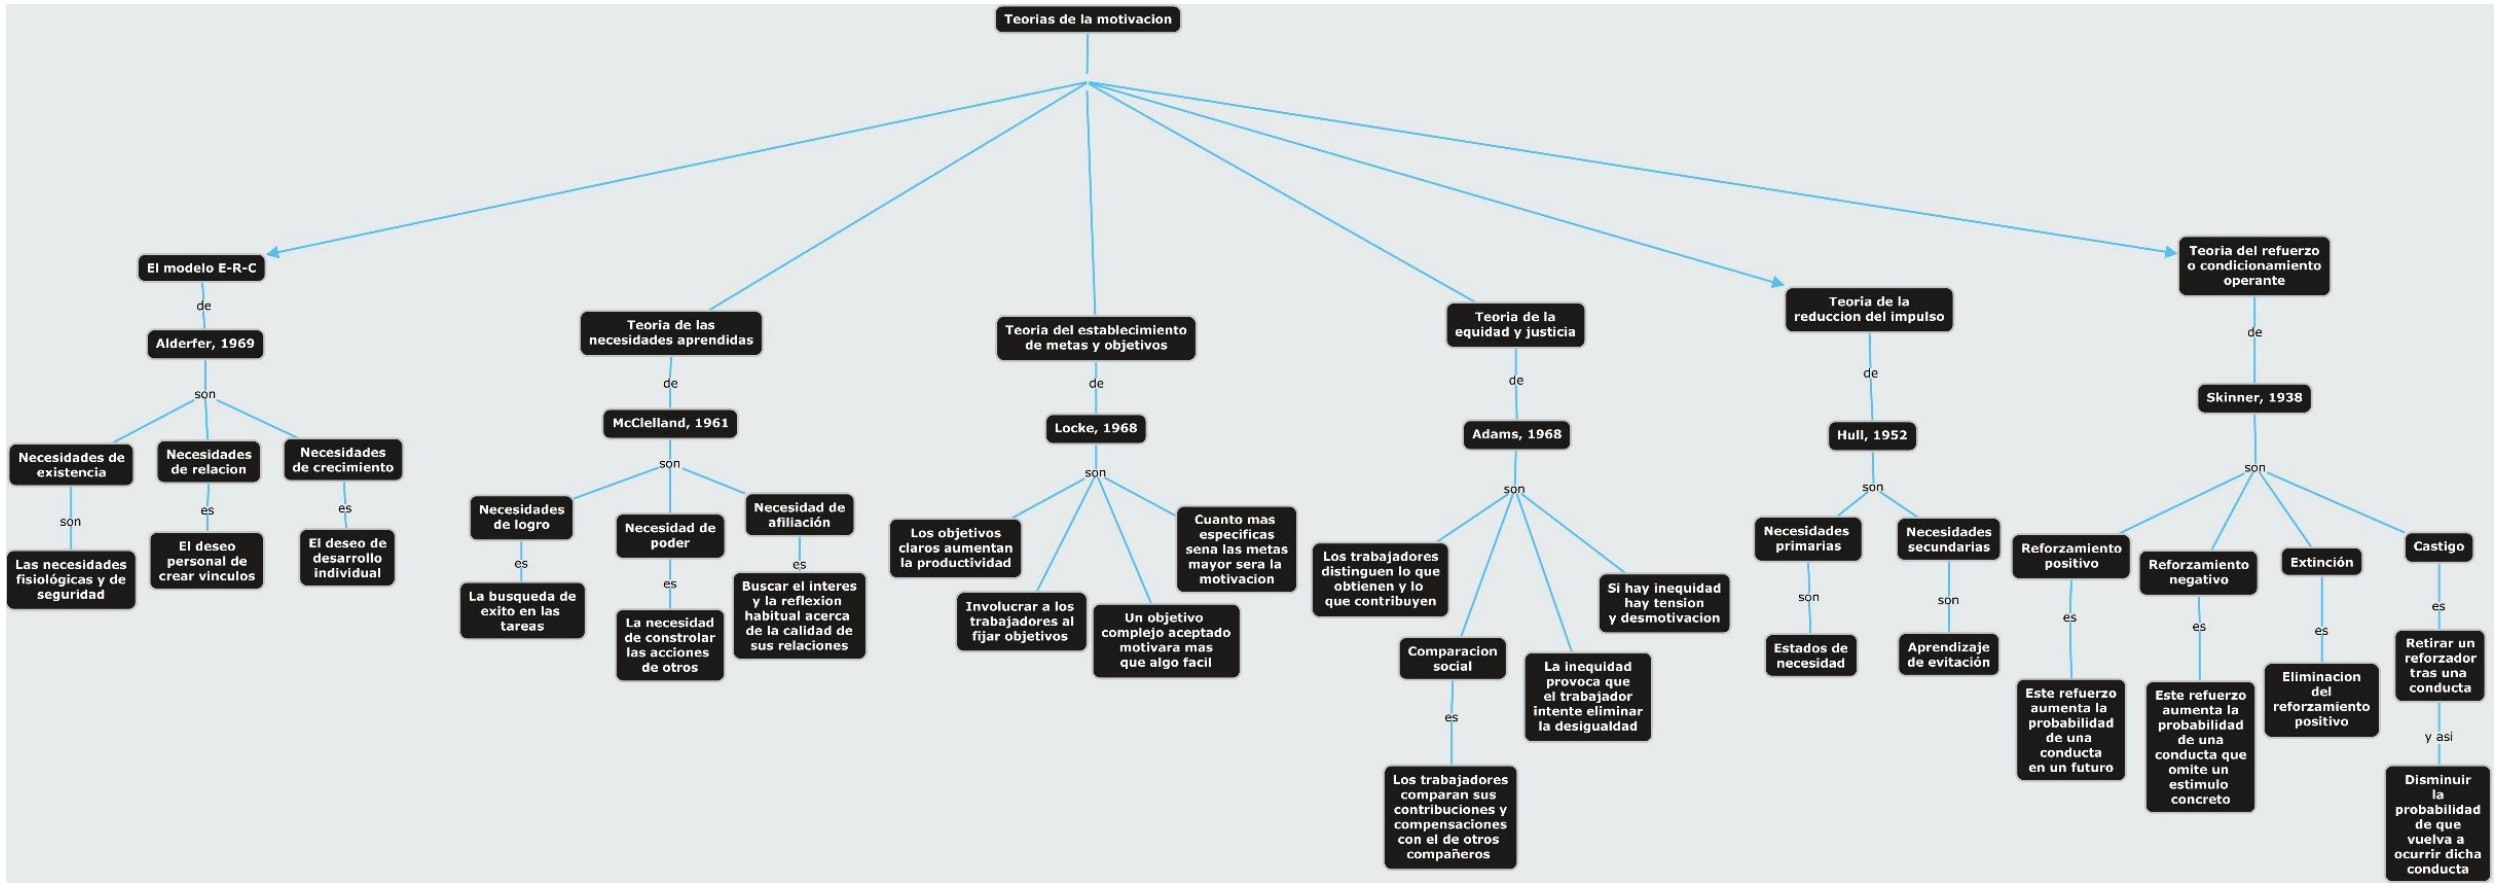 Teorias de la motivacion
El modelo E-R-C
de
Alderfer, 1969
son
Necesidades de
existencia
son
Las necesidades
fisiológicas y de
seguridad
Necesidades
de relacion
es
El deseo
personal de
crear vinculos
Necesidades
de crecimiento
es
El deseo de
desarrollo
individual
Teoria de las
necesidades aprendidas
de
McClelland, 1961
son
Necesidades
de logro
es
La busqueda de
exito en las
tareas
Necesidad de
poder
es
La necesidad
de constrolar
las acciones
de otros
Necesidad de
afiliación
es
Buscar el interes
y la reflexion
habitual acerca
de la calidad de
sus relaciones
Teoria del establecimiento
de metas y objetivos
de
Locke, 1968
son
Los objetivos
claros aumentan
la productividad
Involucrar a los
trabajadores al
fijar objetivos
Un objetivo
complejo aceptado
motivara mas
que algo facil
Cuanto mas
especificas
sena las metas
mayor sera la
motivacion
Teoria de la
equidad y justicia
de
Adams, 1968
son
Los trabajadores
distinguen lo que
obtienen y lo
que contribuyen
Comparacion
social
es
Los trabajadores
comparan sus
contribuciones y
compensaciones
con el de otros
compañeros
La inequidad
provoca que
el trabajador
intente eliminar
la desigualdad
Si hay inequidad
hay tension
y desmotivacion
Teoria de la
reduccion del impulso
de
Hull, 1952
son
Necesidades
primarias
son
Estados de
necesidad
Necesidades
secundarias
son
Aprendizaje
de evitación
Teoria del refuerzo
o condicionamiento
operante
de
Skinner, 1938
son
Reforzamiento
positivo
es
Este refuerzo
aumenta la
probabilidad
de una
conducta
en un futuro
Reforzamiento
negativo
es
Este refuerzo
aumenta la
probabilidad
de una
conducta que
omite un
estimulo
concreto
Extinción
es
Eliminacion
del
reforzamiento
positivo
Castigo
es
Retirar un
reforzador
tras una
conducta
y asi
Disminuir
la
probabilidad
de que
vuelva a
ocurrir dicha
conducta